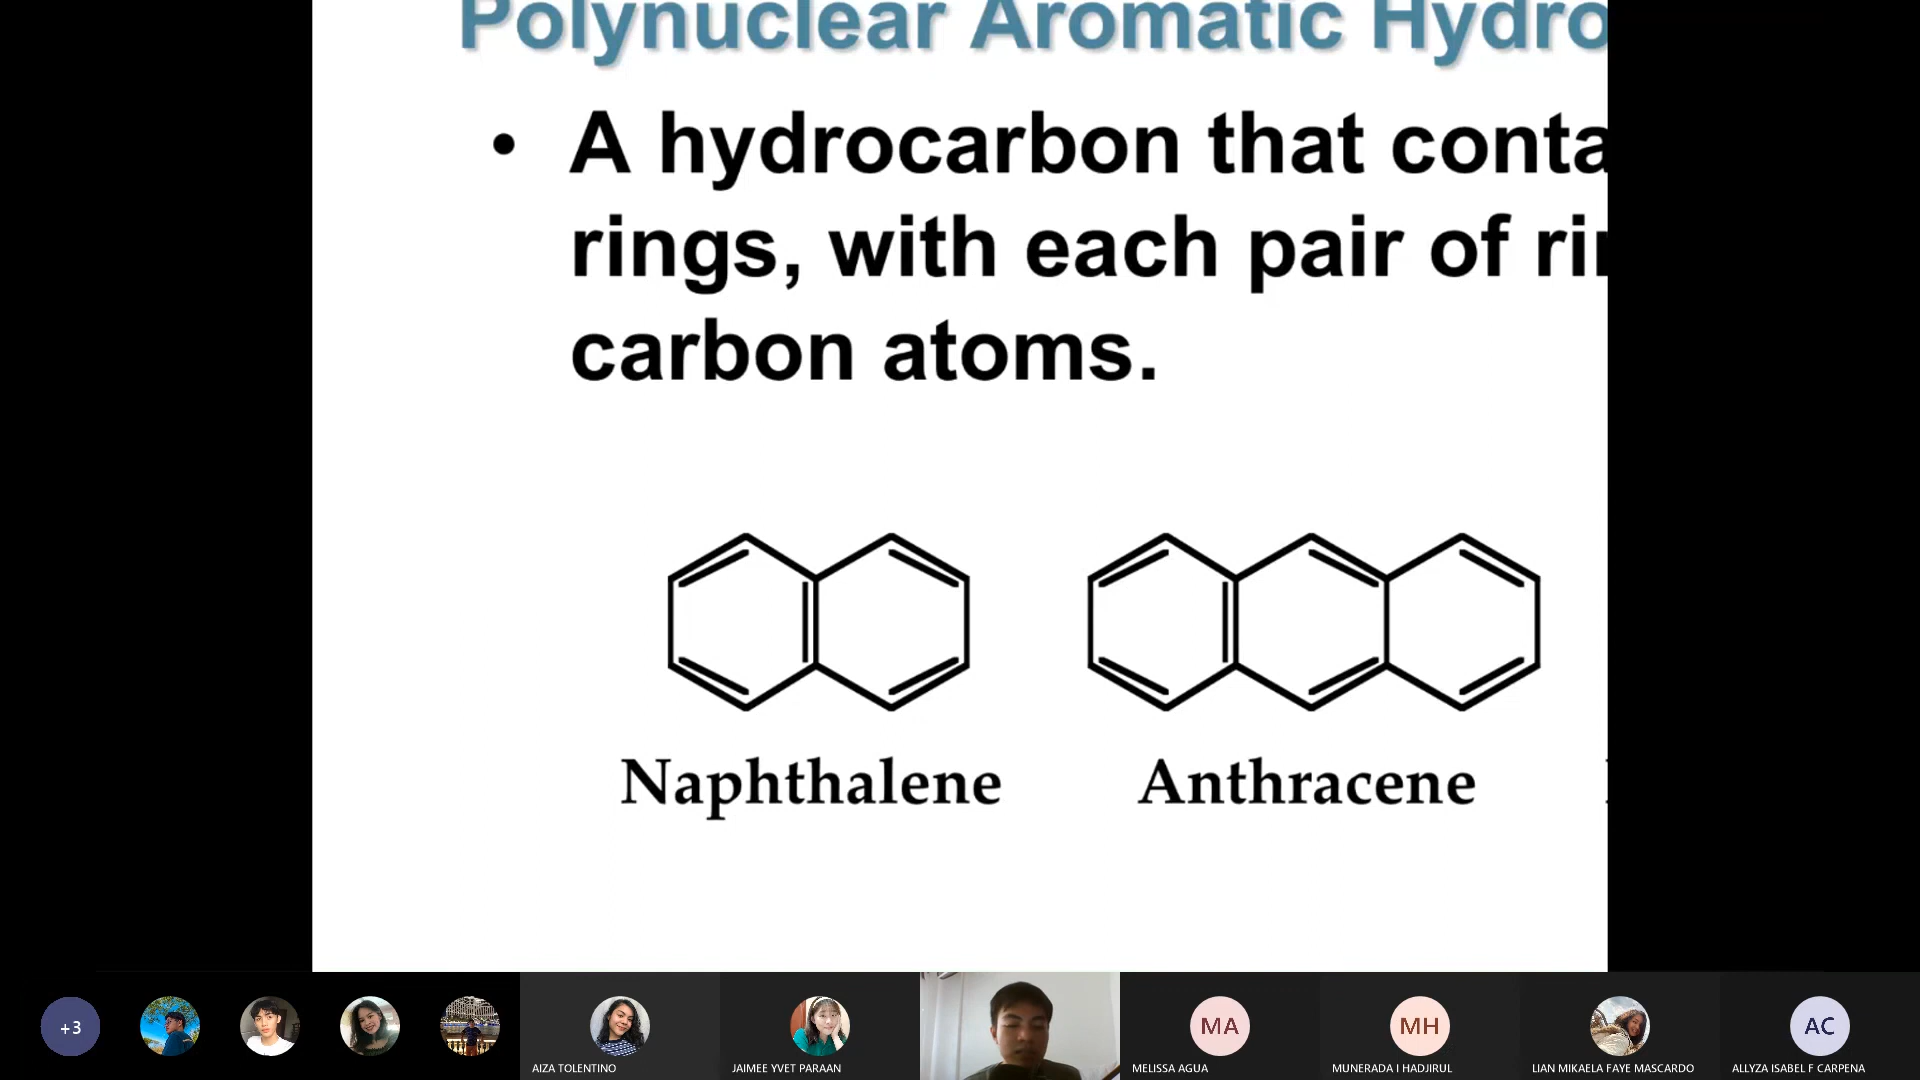 Polynuclear Aromatic Hydro
• A hydrocarbon that conta
rings, with each pair of ri
carbon atoms.
Naphthalene
Anthracene
+3
AIZA TOLENTINO
JAIMEE YVET PARAAN
MA
MELISSA AGUA
MH
MUNERADA I HADJIRUL
LIAN MIKAELA FAYE MASCARDO
AC
ALLYZA ISABEL F CARPENA